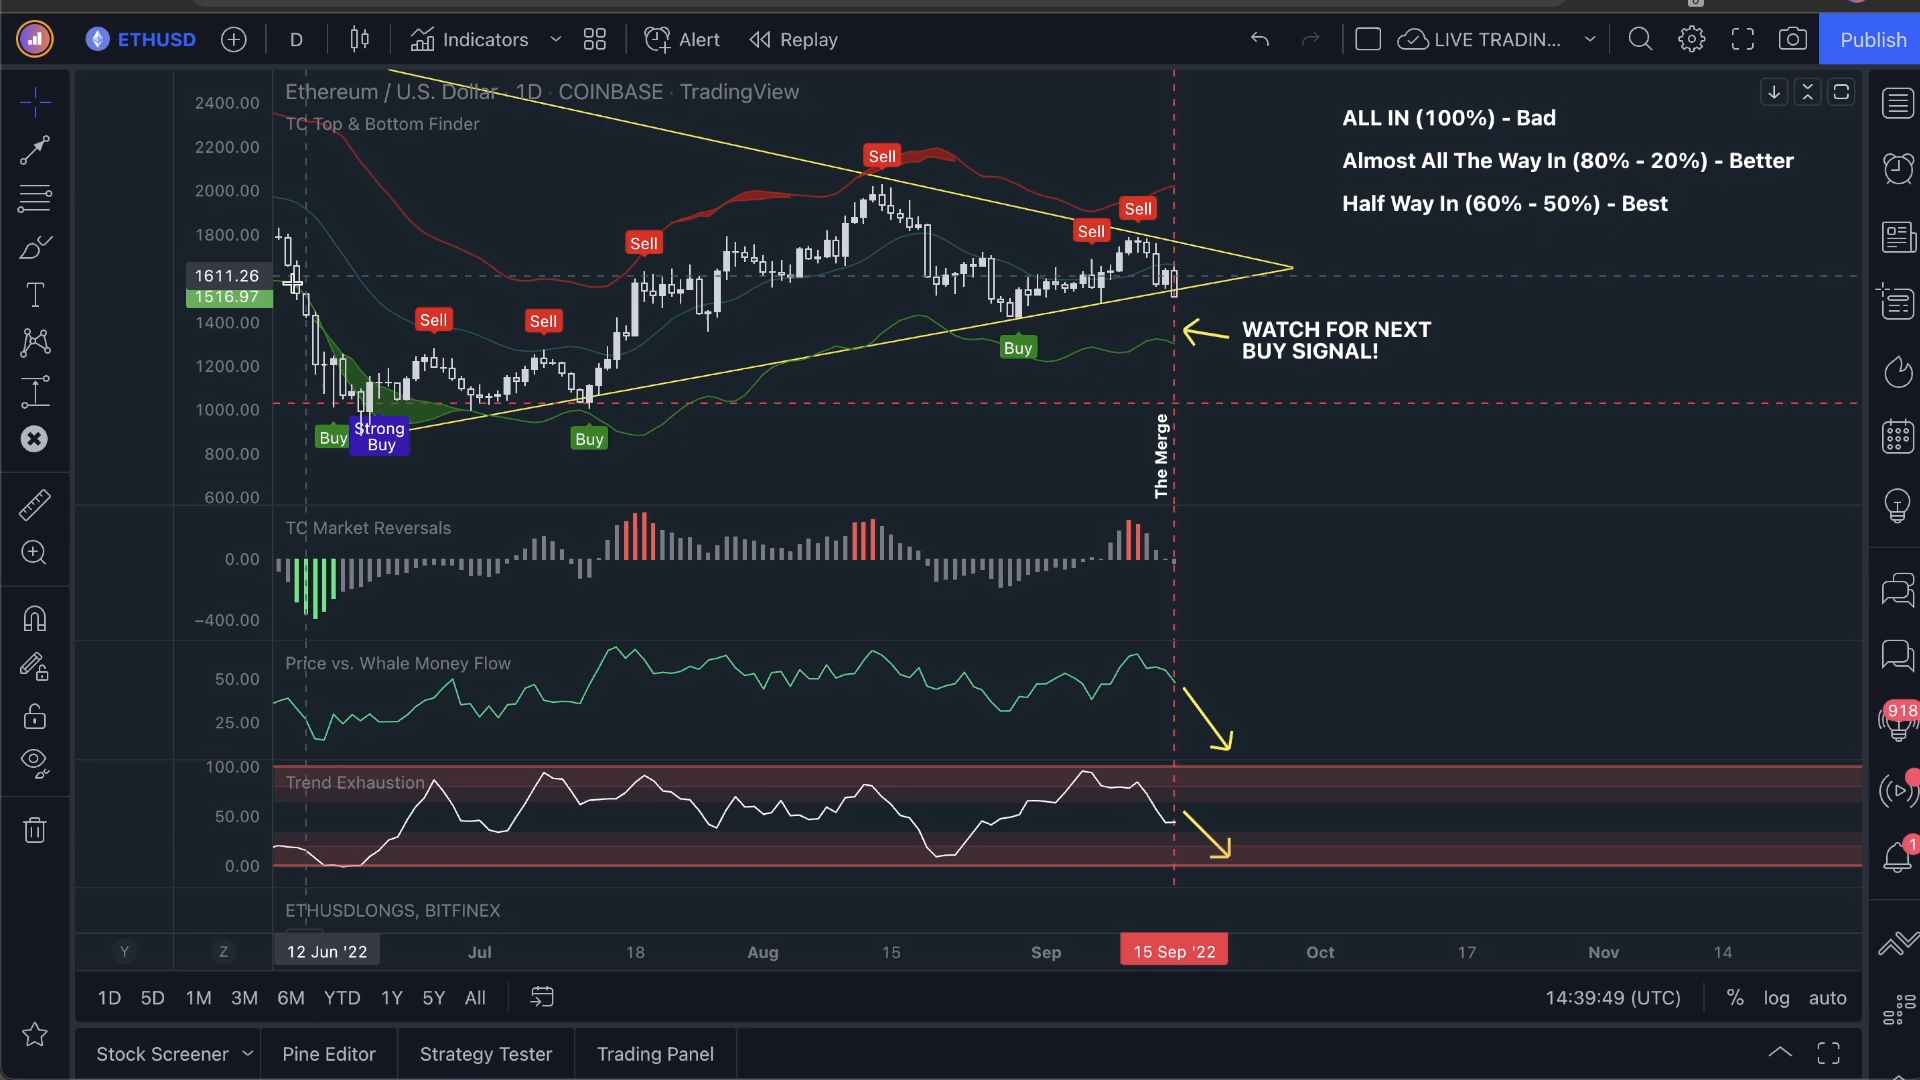 ETHUSD
D
Indicators
Alert
Replay
LIVE TRADIN...
Publish
Ethereum / U.S. Dollar · 1D · COINBASE · TradingView
TC Top & Bottom Finder
2400.00
2200.00
2000.00
1800.00
1611.26
1516.97
1400.00
1200.00
1000.00
800.00
600.00
ALL IN (100%) - Bad
Almost All The Way In (80% - 20%) - Better
Half Way In (60% - 50%) - Best
Sell
Sell
Sell
Sell
Sell
Sell
Buy
Strong
Buy
Buy
Buy
WATCH FOR NEXT
BUY SIGNAL!
The Merge
TC Market Reversals
0.00
−400.00
Price vs. Whale Money Flow
50.00
25.00
Trend Exhaustion
100.00
50.00
0.00
ETHUSDLONGS, BITFINEX
918
1
Y
Z
12 Jun '22
Jul
18
Aug
15
Sep
15 Sep '22
Oct
17
Nov
14
1D
5D
1M
3M
6M
YTD
1Y
5Y
All
14:39:49 (UTC)
%
log
auto
Stock Screener
Pine Editor
Strategy Tester
Trading Panel